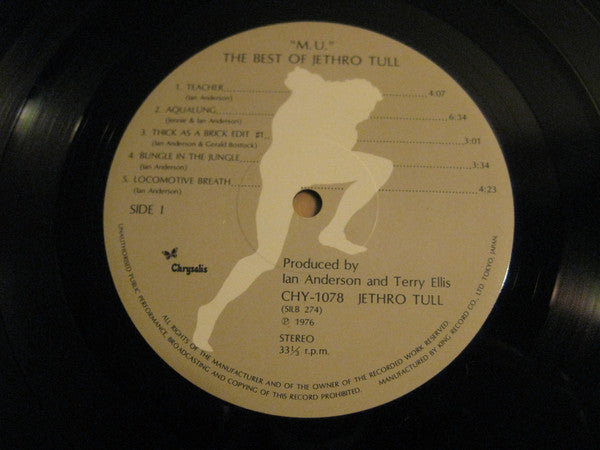 "M.U."
THE BEST OF JETHRO TULL
1. TEACHER 4:07
(Ian Anderson)
2. AQUALUNG 6:34
(Jennie & Ian Anderson)
3. THICK AS A BRICK EDIT #1 3:01
(Ian Anderson & Gerald Bostock)
4. BUNGLE IN THE JUNGLE 3:34
(Ian Anderson)
5. LOCOMOTIVE BREATH 4:23
(Ian Anderson)
SIDE 1
Chrysalis
Produced by
Ian Anderson and Terry Ellis
CHY-1078 JETHRO TULL
(SILB 274)
Ⓟ 1976
STEREO
33⅓ r.p.m.
ALL RIGHTS OF THE MANUFACTURER AND OF THE OWNER OF THE RECORDED WORK RESERVED.
UNAUTHORISED PUBLIC PERFORMANCE, BROADCASTING AND COPYING OF THIS RECORD PROHIBITED.
MANUFACTURED BY KING RECORD CO., LTD. TOKYO, JAPAN